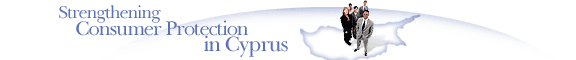 Strengthening
Consumer Protection
in Cyprus